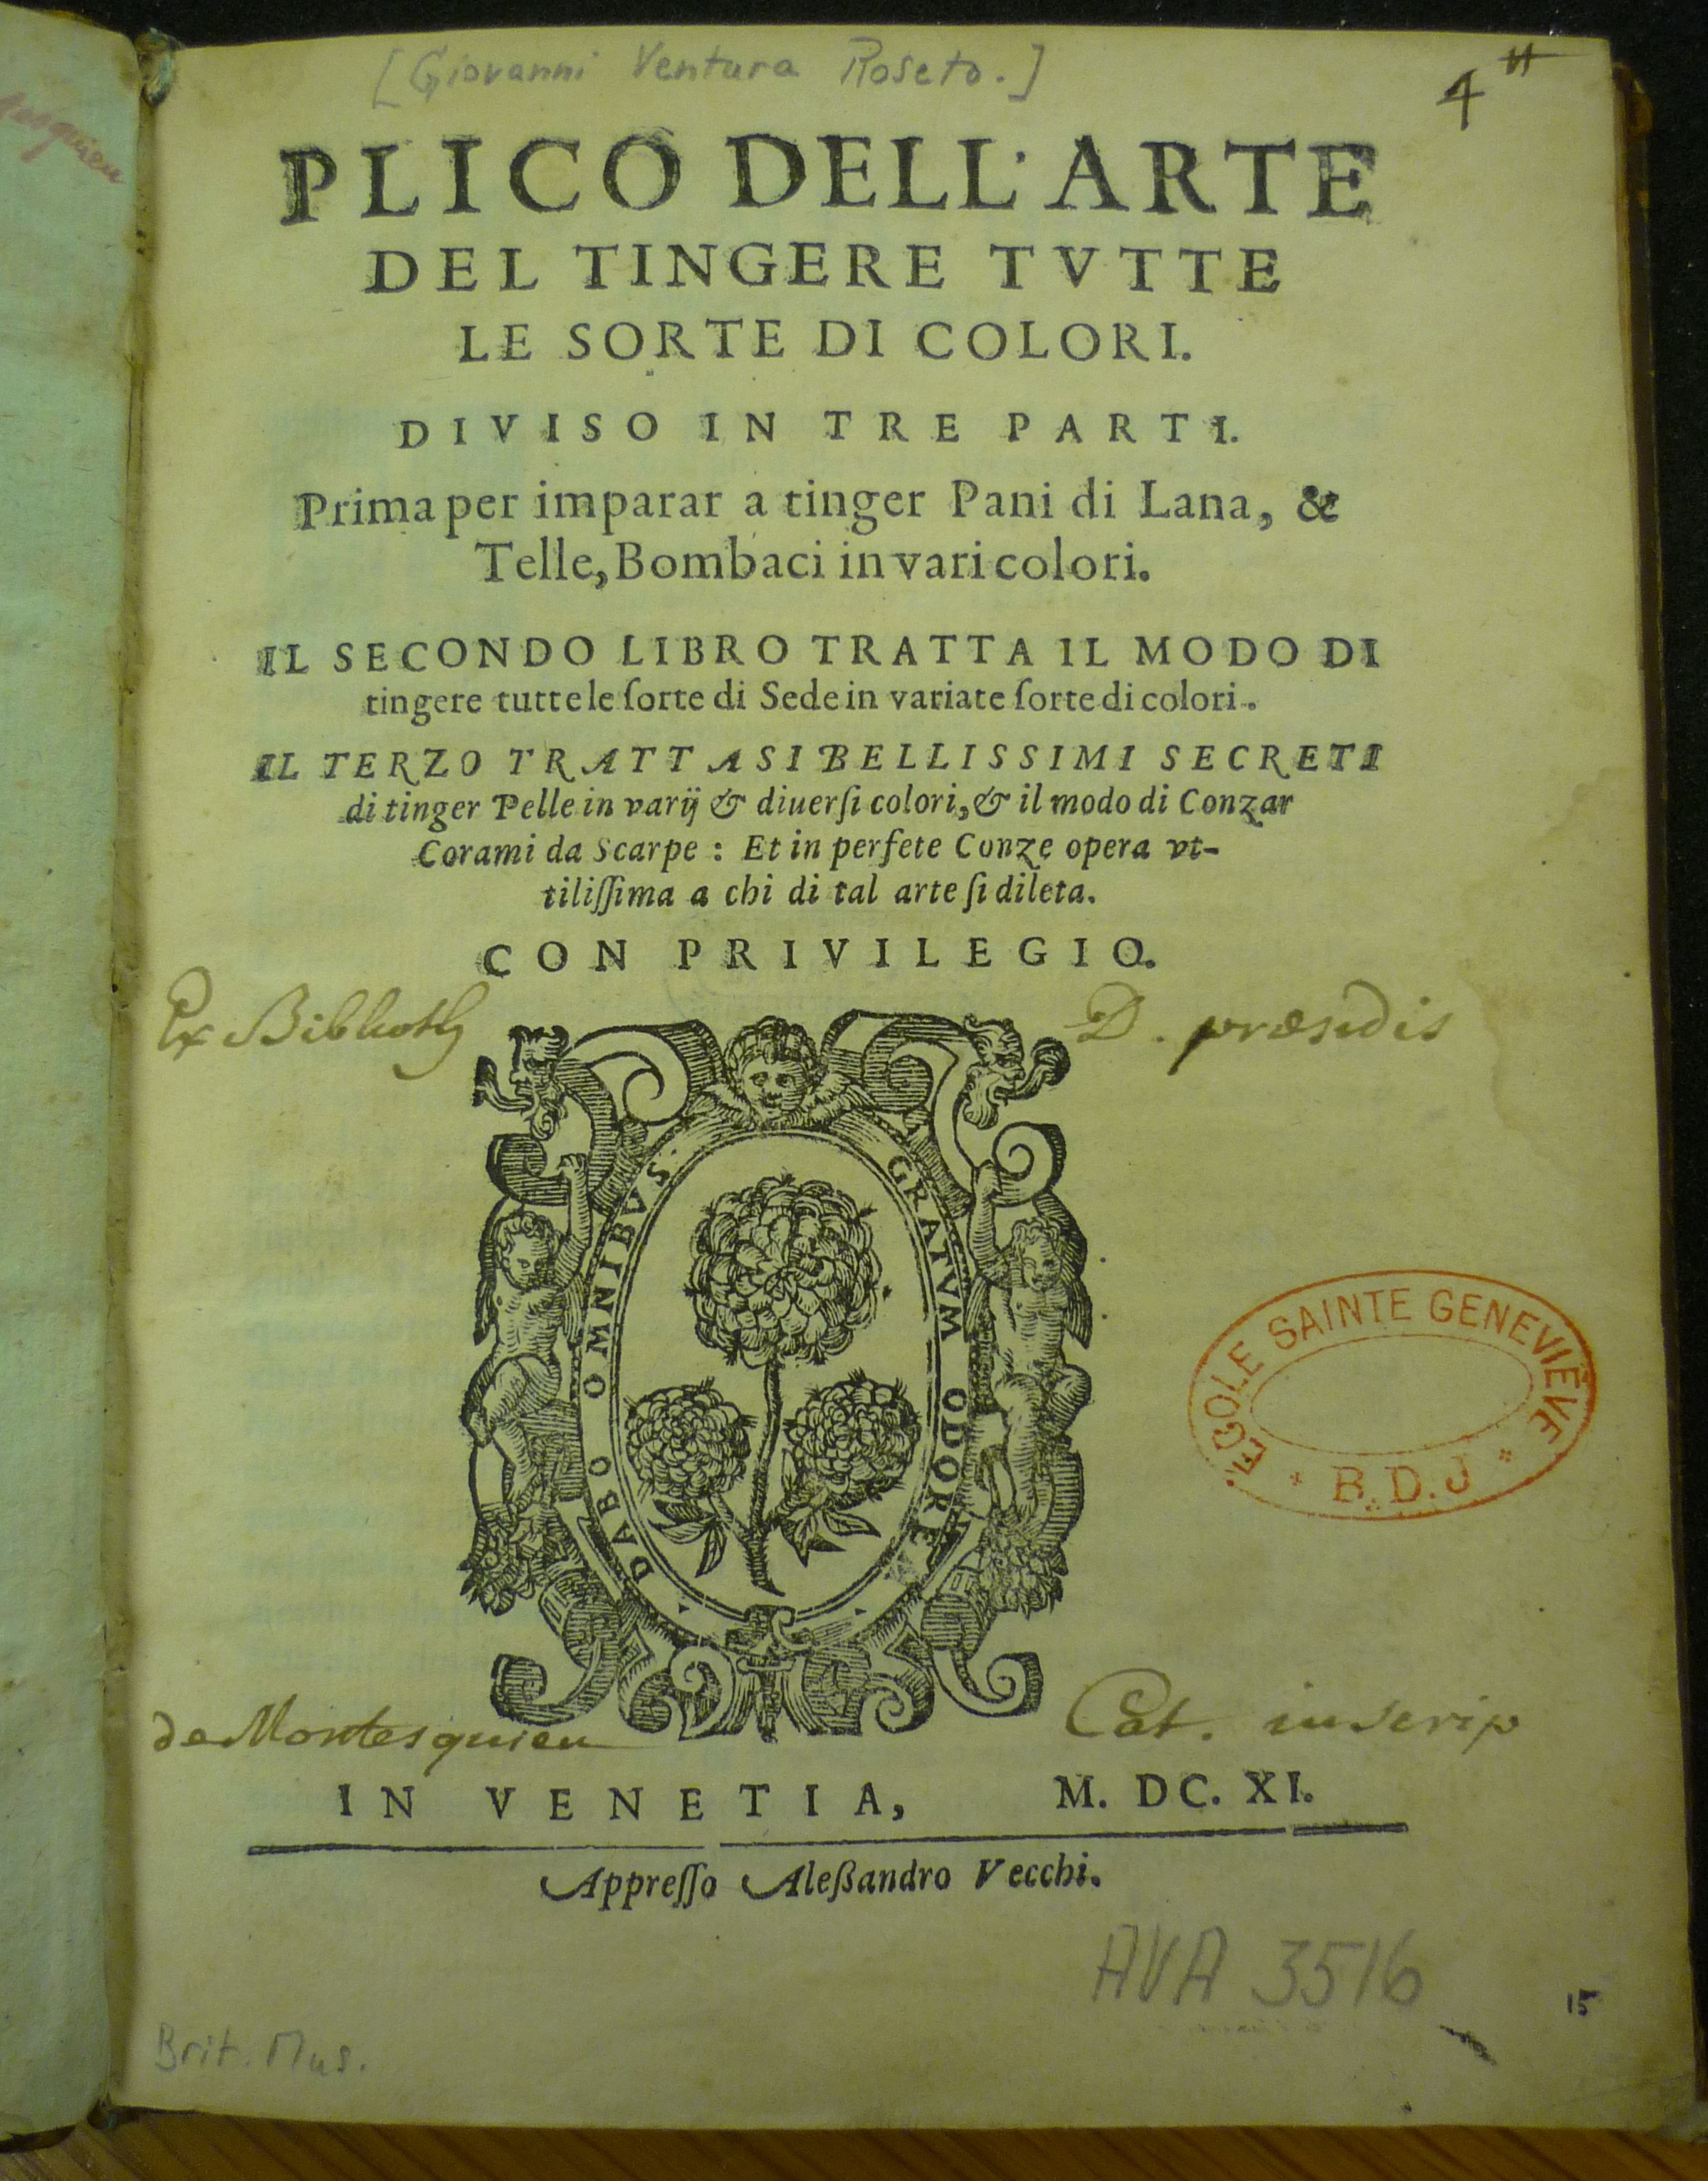 [Giovanni Ventura Roseto.]
4
PLICO DELL'ARTE
DEL TINGERE TVTTE
LE SORTE DI COLORI.
DIVISO IN TRE PARTI.
Prima per imparar a tinger Pani di Lana, &
Telle, Bombaci in vari colori.
IL SECONDO LIBRO TRATTA IL MODO DI
tingere tutte le ſorte di Sede in variate ſorte di colori.
IL TERZO TRATTASI BELLISSIMI SECRETI
di tinger Pelle in varij & diuerſi colori, & il modo di Conzar
Corami da Scarpe : Et in perfete Conze opera vt-
tiliſſima a chi di tal arte ſi dileta.
CON PRIVILEGIO.
Ex Biblioth D. præsidis
DABO OMNIBVS. GRATVM ODOREM
ECOLE SAINTE GENEVIÈVE
B.D.J
de Montesquieu Cat. inscrip
IN VENETIA, M. DC. XI.
Appreſſo Aleßandro Vecchi.
AVA 3516
15
Brit. Mus.